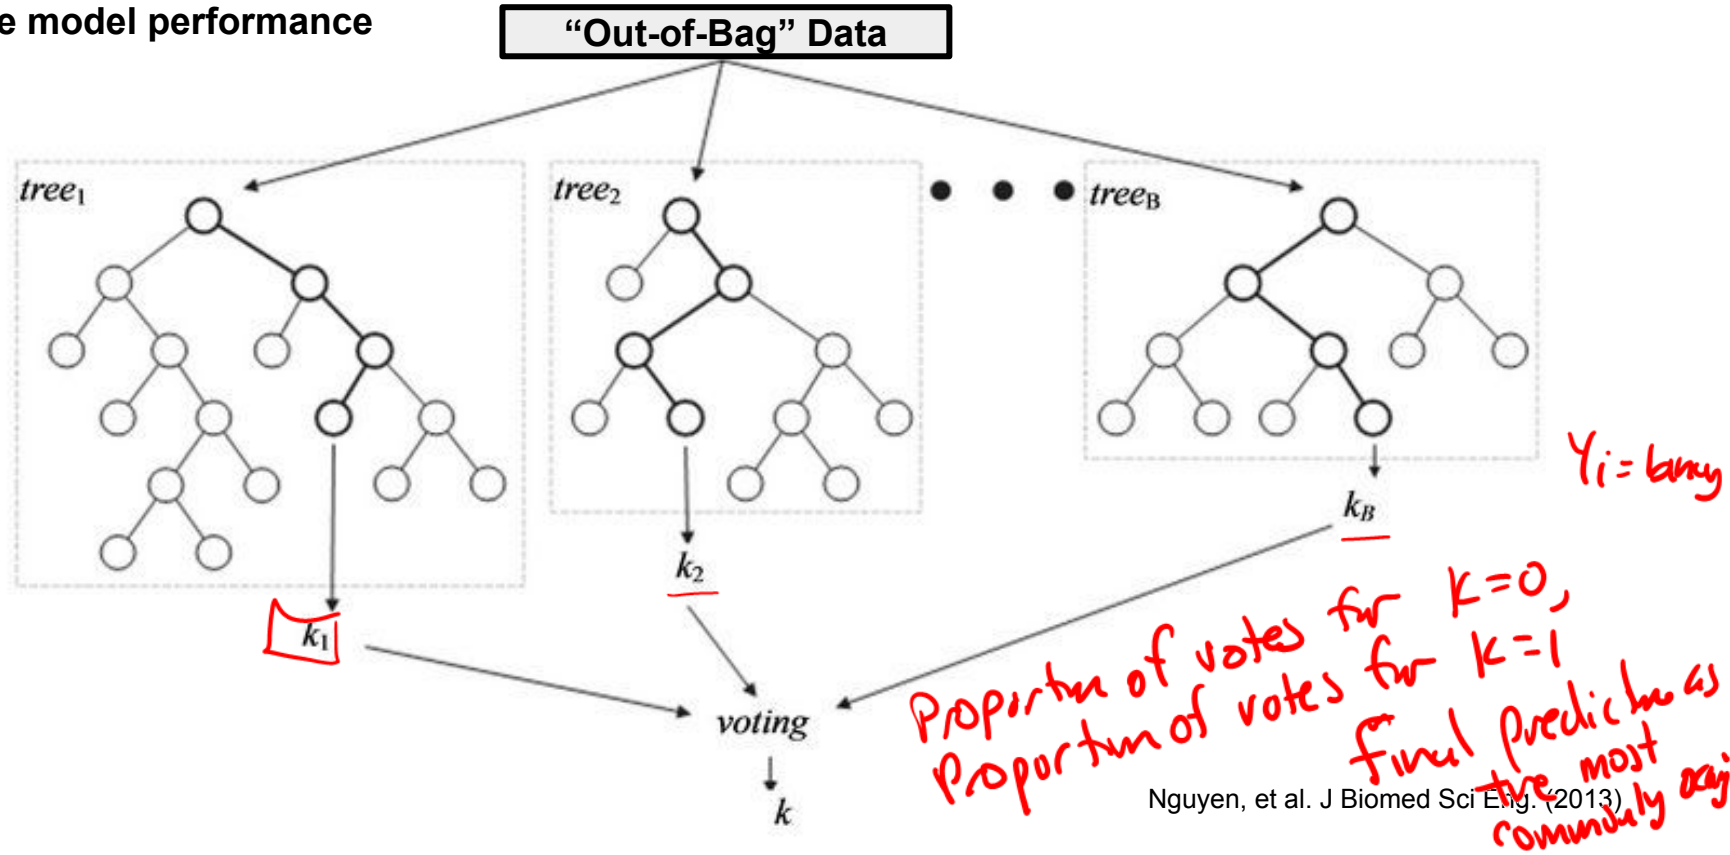 e model performance
“Out-of-Bag” Data
tree1
tree2
treeB
Yi = binary
kB
k2
k1
Proportion of votes for K=0,
Proportion of votes for K=1
final prediction as
the most
commonly
voting
k
Nguyen, et al. J Biomed Sci Eng. (2013)